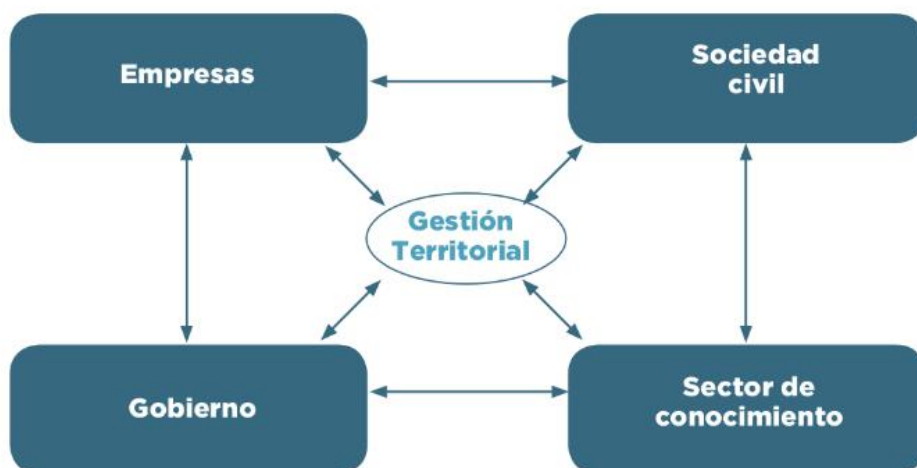 Empresas
Sociedad
civil
Gestión
Territorial
Gobierno
Sector de
conocimiento